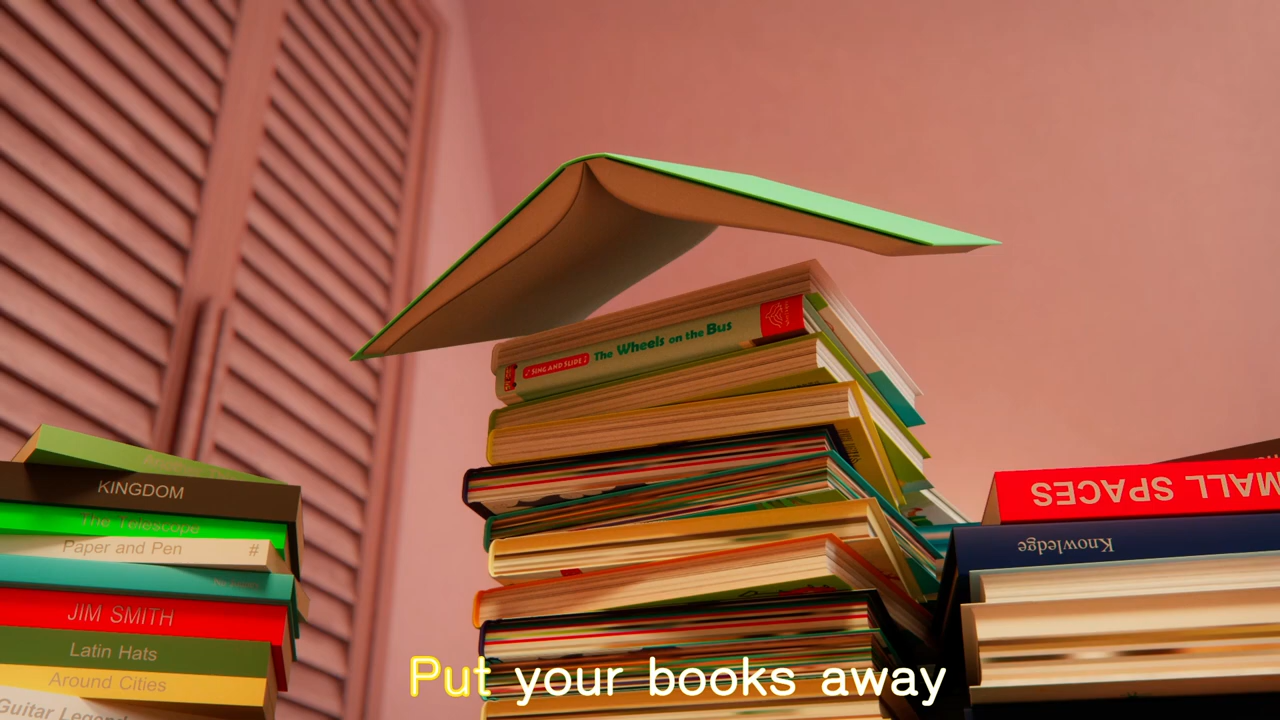 SING AND SLIDE
The Wheels on the Bus
KINGDOM
The Telescope
Paper and Pen #
JIM SMITH
Latin Hats
Around Cities
Guitar
SMALL SPACES
Knowledge
Put your books away